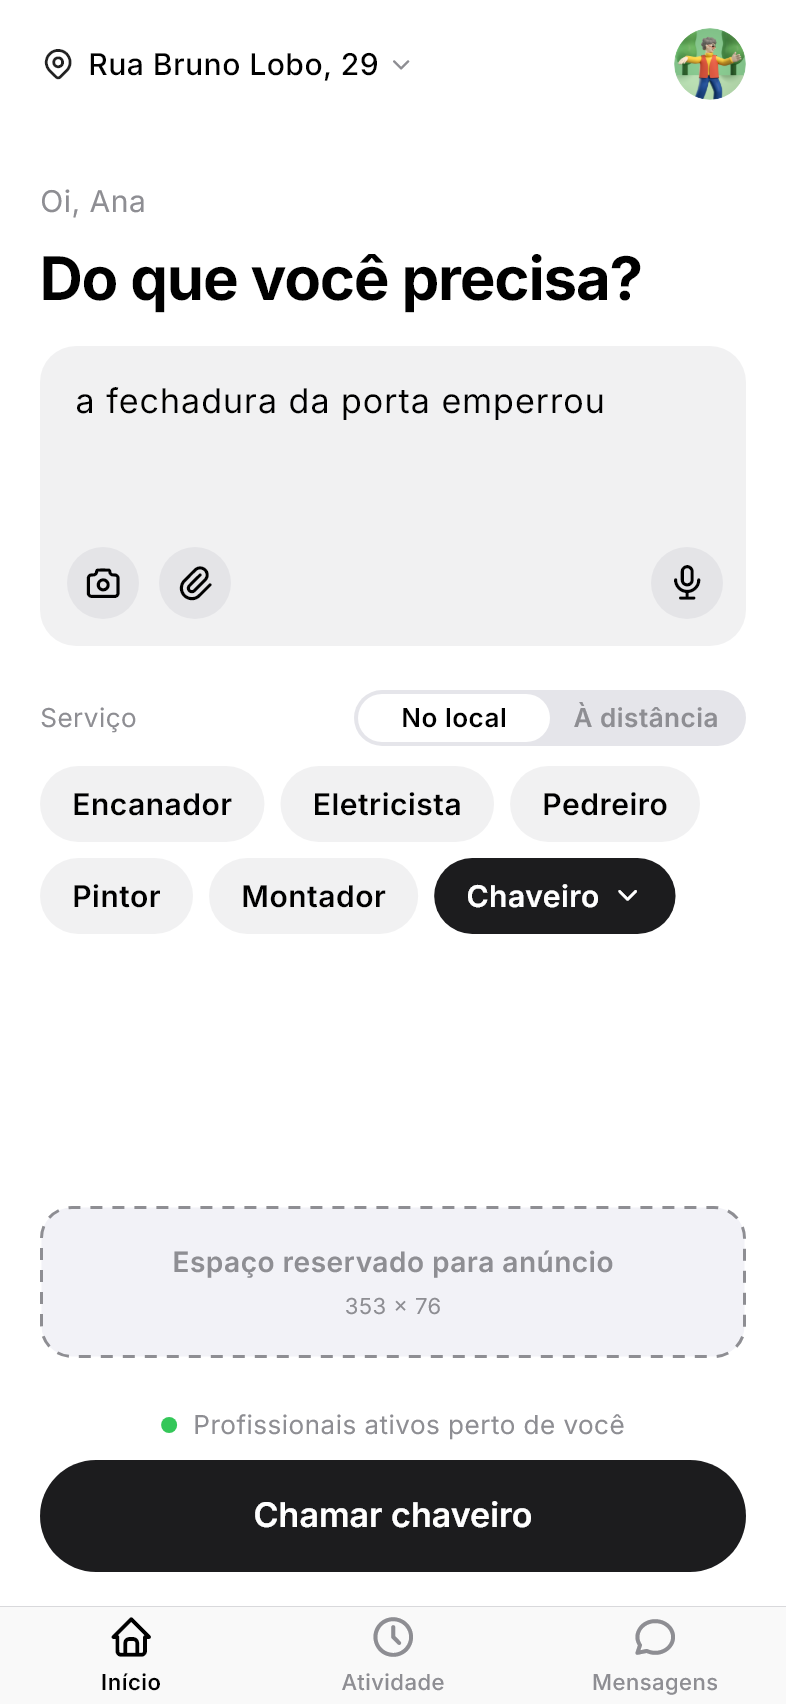 Rua Bruno Lobo, 29
Oi, Ana
Do que você precisa?
a fechadura da porta emperrou
Serviço
No local
À distância
Encanador
Eletricista
Pedreiro
Pintor
Montador
Chaveiro
Espaço reservado para anúncio
353 × 76
Profissionais ativos perto de você
Chamar chaveiro
Início
Atividade
Mensagens